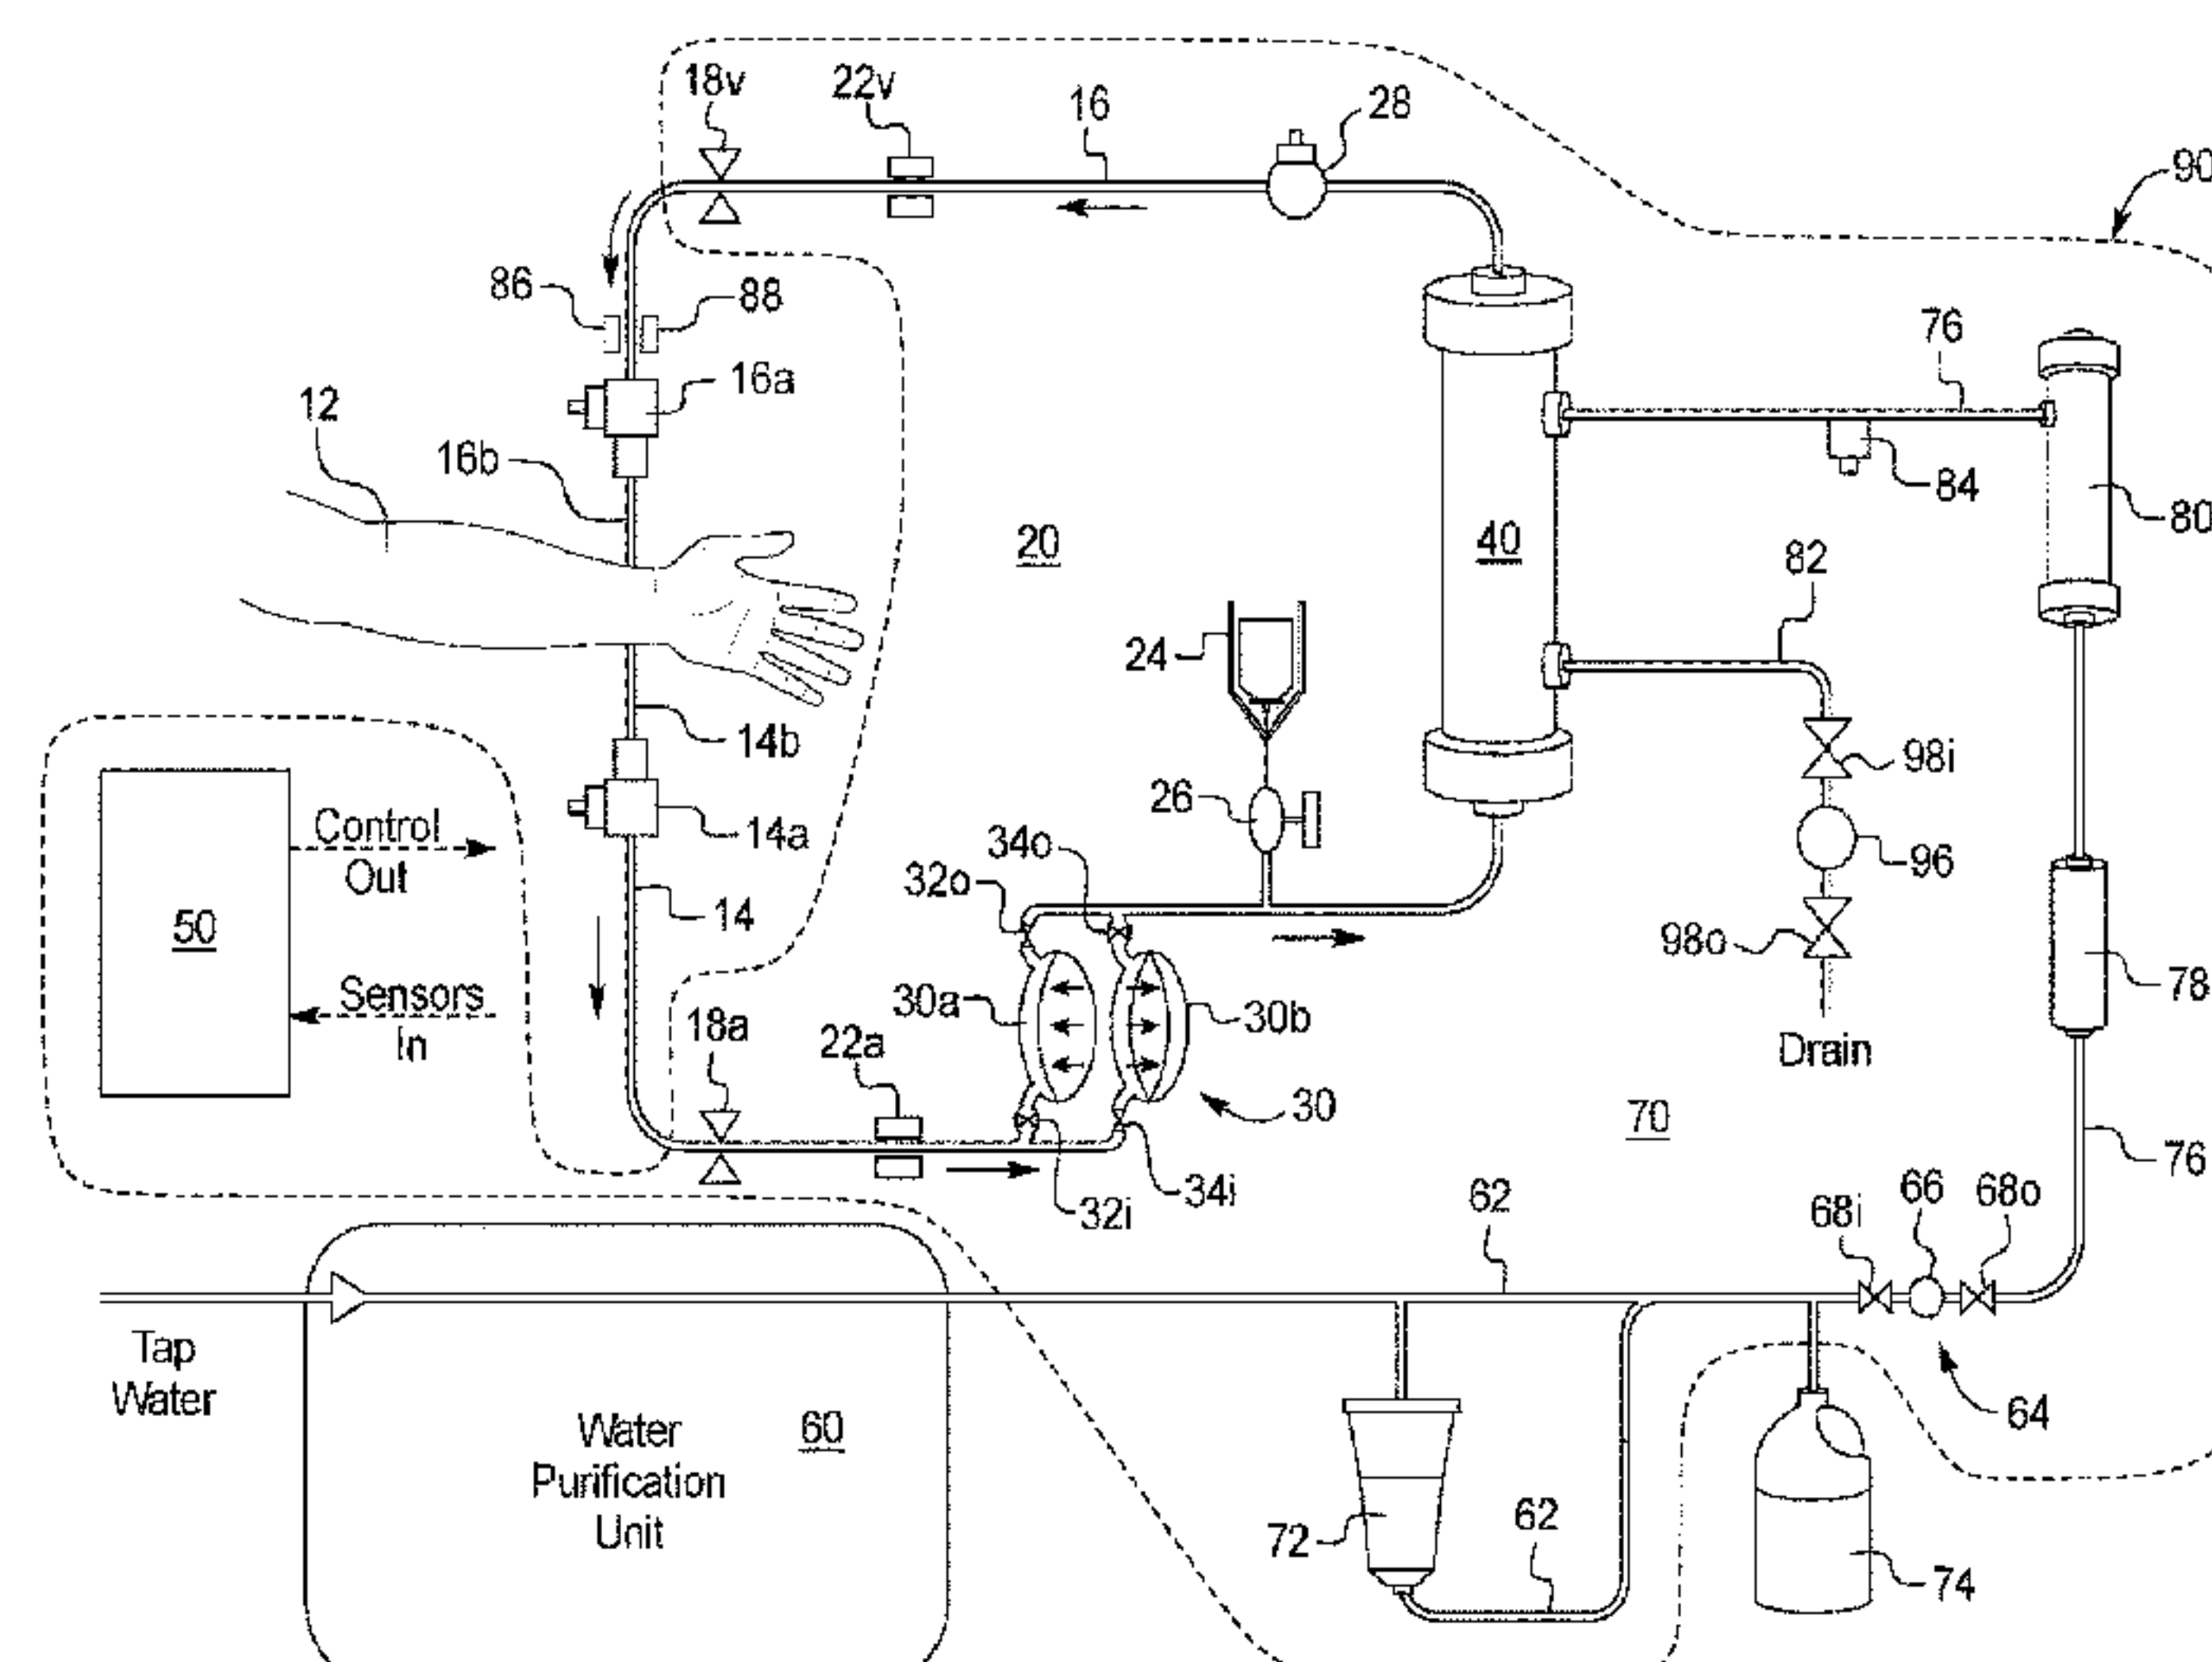 18v
22v
16
28
90
86
88
76
16a
12
16b
84
80
20
40
82
24
14b
98i
26
14a
Control
Out
34o
32o
96
14
50
98o
78
Sensors
In
30a
30b
18a
22a
Drain
30
70
76
62
66
68o
68i
34i
32i
Tap
Water
64
Water
Purification
Unit
60
72
62
74